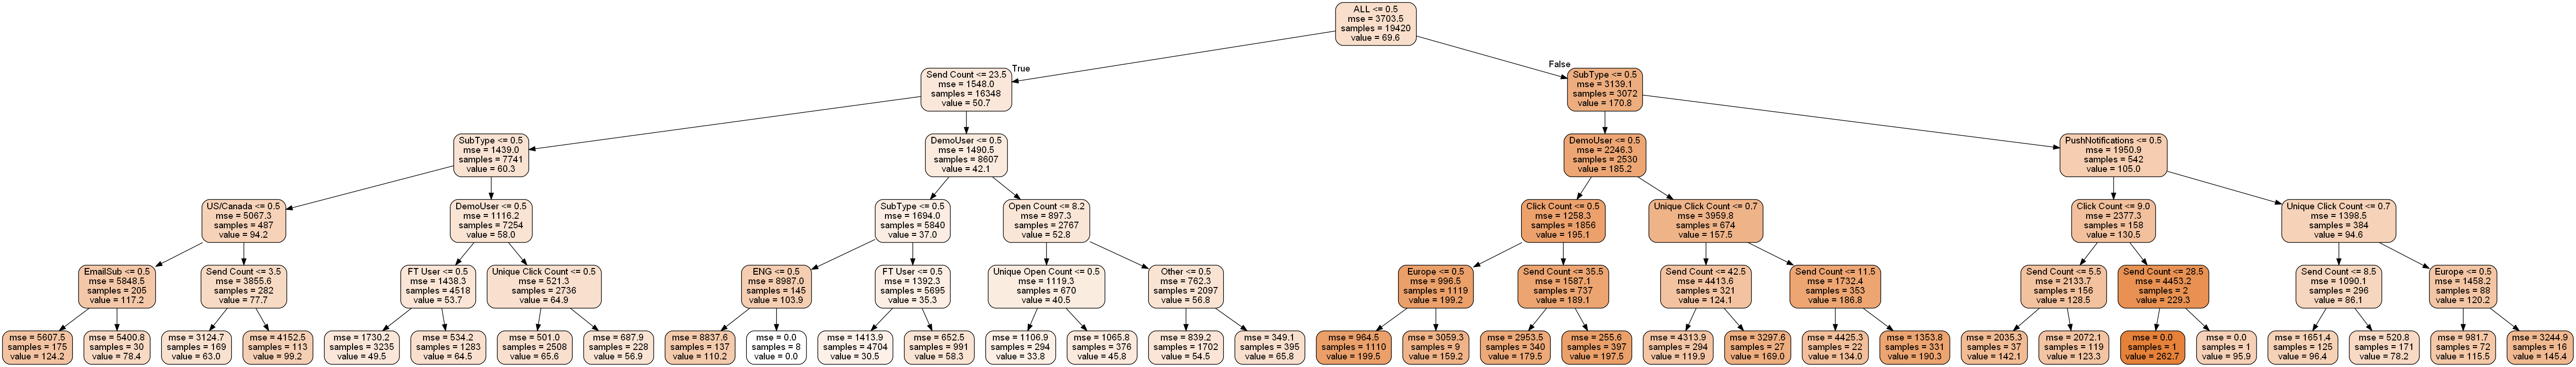 ALL <= 0.5
mse = 3703.5
samples = 19420
value = 69.6
True
False
Send Count <= 23.5
mse = 1548.0
samples = 16348
value = 50.7
SubType <= 0.5
mse = 3139.1
samples = 3072
value = 170.8
SubType <= 0.5
mse = 1439.0
samples = 7741
value = 60.3
DemoUser <= 0.5
mse = 1490.5
samples = 8607
value = 42.1
DemoUser <= 0.5
mse = 2246.3
samples = 2530
value = 185.2
PushNotifications <= 0.5
mse = 1950.9
samples = 542
value = 105.0
US/Canada <= 0.5
mse = 5067.3
samples = 487
value = 94.2
DemoUser <= 0.5
mse = 1116.2
samples = 7254
value = 58.0
SubType <= 0.5
mse = 1694.0
samples = 5840
value = 37.0
Open Count <= 8.2
mse = 897.3
samples = 2767
value = 52.8
Click Count <= 0.5
mse = 1258.3
samples = 1856
value = 195.1
Unique Click Count <= 0.7
mse = 3959.8
samples = 674
value = 157.5
Click Count <= 9.0
mse = 2377.3
samples = 158
value = 130.5
Unique Click Count <= 0.7
mse = 1398.5
samples = 384
value = 94.6
EmailSub <= 0.5
mse = 5848.5
samples = 205
value = 117.2
Send Count <= 3.5
mse = 3855.6
samples = 282
value = 77.7
FT User <= 0.5
mse = 1438.3
samples = 4518
value = 53.7
Unique Click Count <= 0.5
mse = 521.3
samples = 2736
value = 64.9
ENG <= 0.5
mse = 8987.0
samples = 145
value = 103.9
FT User <= 0.5
mse = 1392.3
samples = 5695
value = 35.3
Unique Open Count <= 0.5
mse = 1119.3
samples = 670
value = 40.5
Other <= 0.5
mse = 762.3
samples = 2097
value = 56.8
Europe <= 0.5
mse = 996.5
samples = 1119
value = 199.2
Send Count <= 35.5
mse = 1587.1
samples = 737
value = 189.1
Send Count <= 42.5
mse = 4413.6
samples = 321
value = 124.1
Send Count <= 11.5
mse = 1732.4
samples = 353
value = 186.8
Send Count <= 5.5
mse = 2133.7
samples = 156
value = 128.5
Send Count <= 28.5
mse = 4453.2
samples = 2
value = 229.3
Send Count <= 8.5
mse = 1090.1
samples = 296
value = 86.1
Europe <= 0.5
mse = 1458.2
samples = 88
value = 120.2
mse = 5607.5
samples = 175
value = 124.2
mse = 5400.8
samples = 30
value = 78.4
mse = 3124.7
samples = 169
value = 63.0
mse = 4152.5
samples = 113
value = 99.2
mse = 1730.2
samples = 3235
value = 49.5
mse = 534.2
samples = 1283
value = 64.5
mse = 501.0
samples = 2508
value = 65.6
mse = 687.9
samples = 228
value = 56.9
mse = 8837.6
samples = 137
value = 110.2
mse = 0.0
samples = 8
value = 0.0
mse = 1413.9
samples = 4704
value = 30.5
mse = 652.5
samples = 991
value = 58.3
mse = 1106.9
samples = 294
value = 33.8
mse = 1065.8
samples = 376
value = 45.8
mse = 839.2
samples = 1702
value = 54.5
mse = 349.1
samples = 395
value = 65.8
mse = 964.5
samples = 1110
value = 199.5
mse = 3059.3
samples = 9
value = 159.2
mse = 2953.5
samples = 340
value = 179.5
mse = 255.6
samples = 397
value = 197.5
mse = 4313.9
samples = 294
value = 119.9
mse = 3297.6
samples = 27
value = 169.0
mse = 4425.3
samples = 22
value = 134.0
mse = 1353.8
samples = 331
value = 190.3
mse = 2035.3
samples = 37
value = 142.1
mse = 2072.1
samples = 119
value = 123.3
mse = 0.0
samples = 1
value = 262.7
mse = 0.0
samples = 1
value = 95.9
mse = 1651.4
samples = 125
value = 96.4
mse = 520.8
samples = 171
value = 78.2
mse = 981.7
samples = 72
value = 115.5
mse = 3244.9
samples = 16
value = 145.4